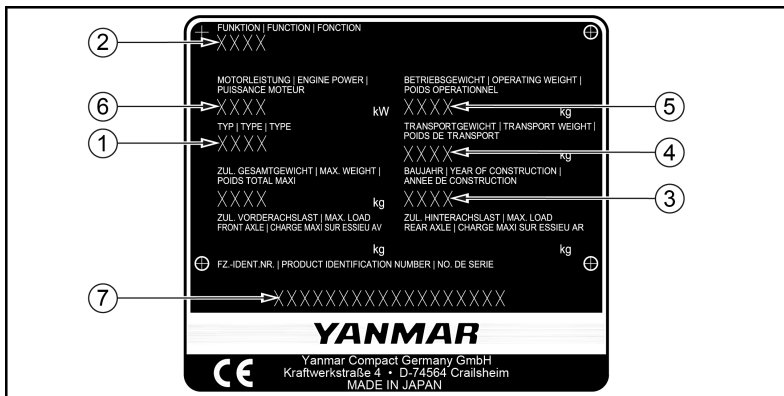 FUNKTION | FUNCTION | FONCTION
2
XXXX
MOTORLEISTUNG | ENGINE POWER |
PUISSANCE MOTEUR
6
XXXX
kW
BETRIEBSGEWICHT | OPERATING WEIGHT |
POIDS OPERATIONNEL
XXXX
kg
5
TYP | TYPE | TYPE
1
XXXX
TRANSPORTGEWICHT | TRANSPORT WEIGHT |
POIDS DE TRANSPORT
XXXX
kg
4
ZUL. GESAMTGEWICHT | MAX. WEIGHT |
POIDS TOTAL MAXI
XXXX
kg
BAUJAHR | YEAR OF CONSTRUCTION |
ANNEE DE CONSTRUCTION
XXXX
3
ZUL. VORDERACHSLAST | MAX. LOAD
FRONT AXLE | CHARGE MAXI SUR ESSIEU AV
kg
ZUL. HINTERACHSLAST | MAX. LOAD
REAR AXLE | CHARGE MAXI SUR ESSIEU AR
kg
FZ.-IDENT.NR. | PRODUCT IDENTIFICATION NUMBER | NO. DE SERIE
7
XXXXXXXXXXXXXXXXXX
YANMAR
CE
Yanmar Compact Germany GmbH
Kraftwerkstraße 4 • D-74564 Crailsheim
MADE IN JAPAN